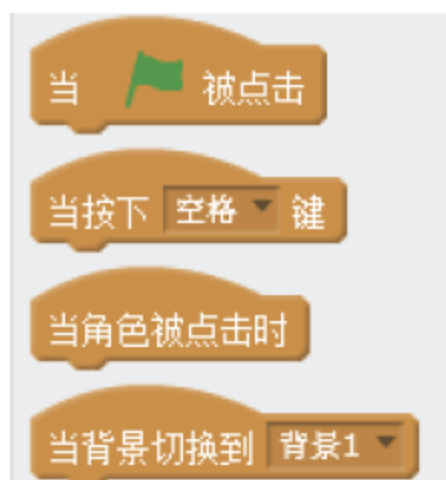 当 被点击
当按下 空格 键
当角色被点击时
当背景切换到 背景1